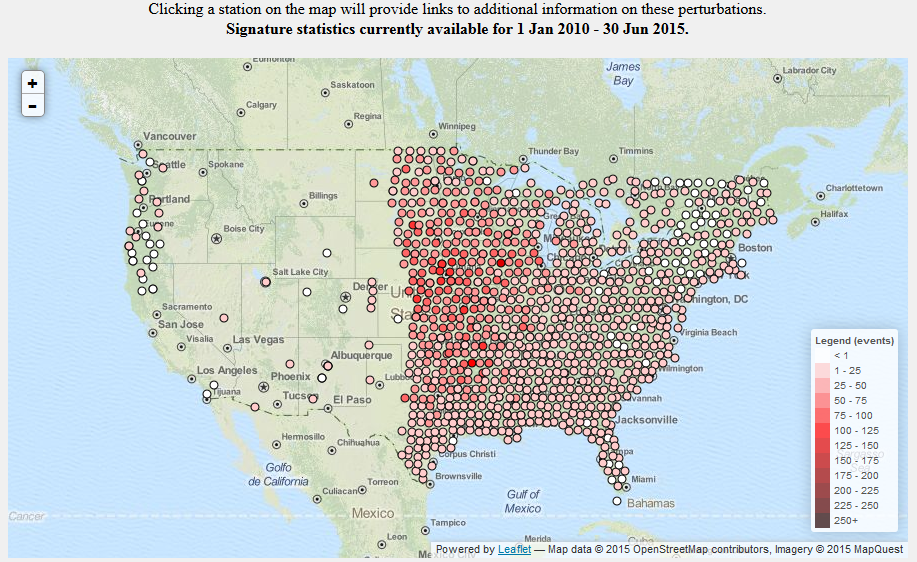 Clicking a station on the map will provide links to additional information on these perturbations.
Signature statistics currently available for 1 Jan 2010 - 30 Jun 2015.
Edmonton
James
Bay
Labrador City
+
-
Saskatoon
Calgary
Regina
Winnipeg
Vancouver
Thunder Bay
Timmins
Seattle
Spokane
Charlottetown
Portland
Billings
Halifax
Eugene
Boise City
Boston
Salt Lake City
Sacramento
San Jose
Visalia
Las Vegas
Virginia Beach
Albuquerque
Wilmington
Los Angeles
Phoenix
Tijuana
Tucson
El Paso
Jacksonville
Hermosillo
Chihuahua
Corpus Christi
Golfo
de California
Brownsville
Miami
Culiacan
Torreon
Gulf of
Mexico
Bahamas
Cancer
Mexico
Tampico
Leon
Merida
Cuba
Legend (events)
< 1
1 - 25
25 - 50
50 - 75
75 - 100
100 - 125
125 - 150
150 - 175
175 - 200
200 - 225
225 - 250
250+
Powered by Leaflet — Map data © 2015 OpenStreetMap contributors, Imagery © 2015 MapQuest